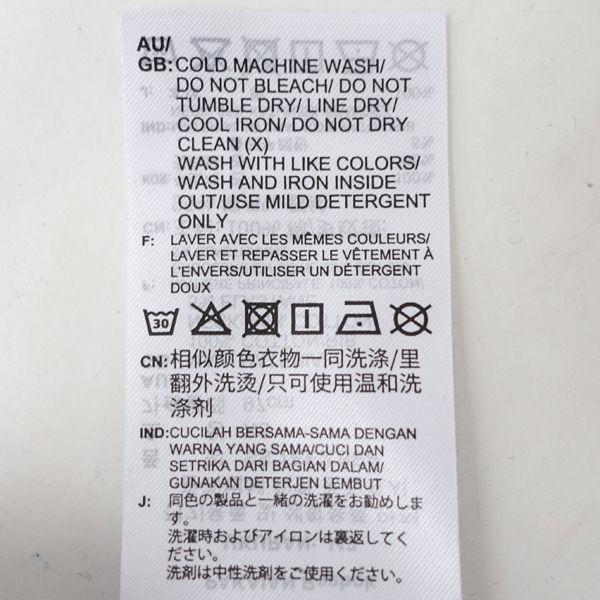 AU/
GB: COLD MACHINE WASH/
DO NOT BLEACH/ DO NOT
TUMBLE DRY/ LINE DRY/
COOL IRON/ DO NOT DRY
CLEAN (X)
WASH WITH LIKE COLORS/
WASH AND IRON INSIDE
OUT/USE MILD DETERGENT
ONLY
F: LAVER AVEC LES MÊMES COULEURS/
LAVER ET REPASSER LE VÊTEMENT À
L'ENVERS/UTILISER UN DÉTERGENT
DOUX
30
CN: 相似颜色衣物一同洗涤/里
翻外洗烫/只可使用温和洗
涤剂
IND: CUCILAH BERSAMA-SAMA DENGAN
WARNA YANG SAMA/CUCI DAN
SETRIKA DARI BAGIAN DALAM/
GUNAKAN DETERJEN LEMBUT
J: 同色の製品と一緒の洗濯をお勧めしま
す。
洗濯時およびアイロンは裏返してく
ださい。
洗剤は中性洗剤をご使用ください。